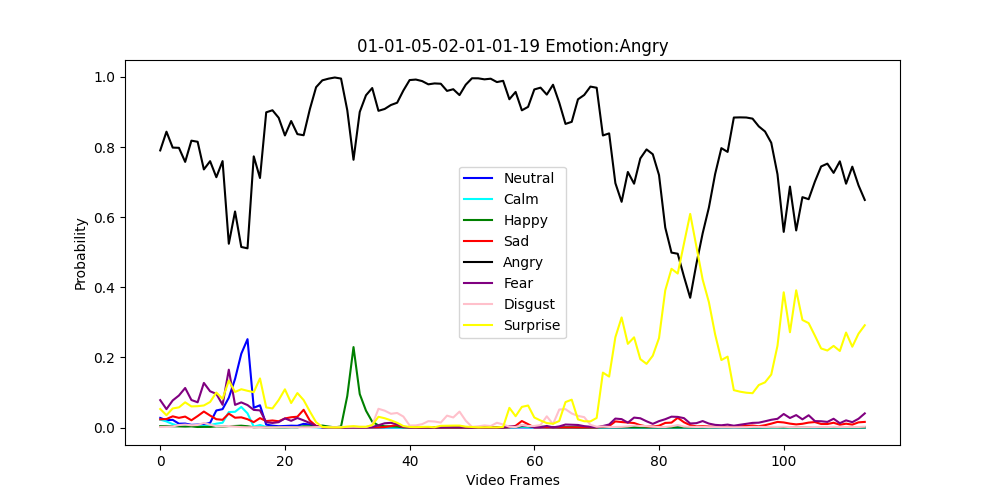 01-01-05-02-01-01-19 Emotion:Angry
1.0
0.8
0.6
0.4
0.2
0.0
Probability
Neutral
Calm
Happy
Sad
Angry
Fear
Disgust
Surprise
0 20 40 60 80 100
Video Frames